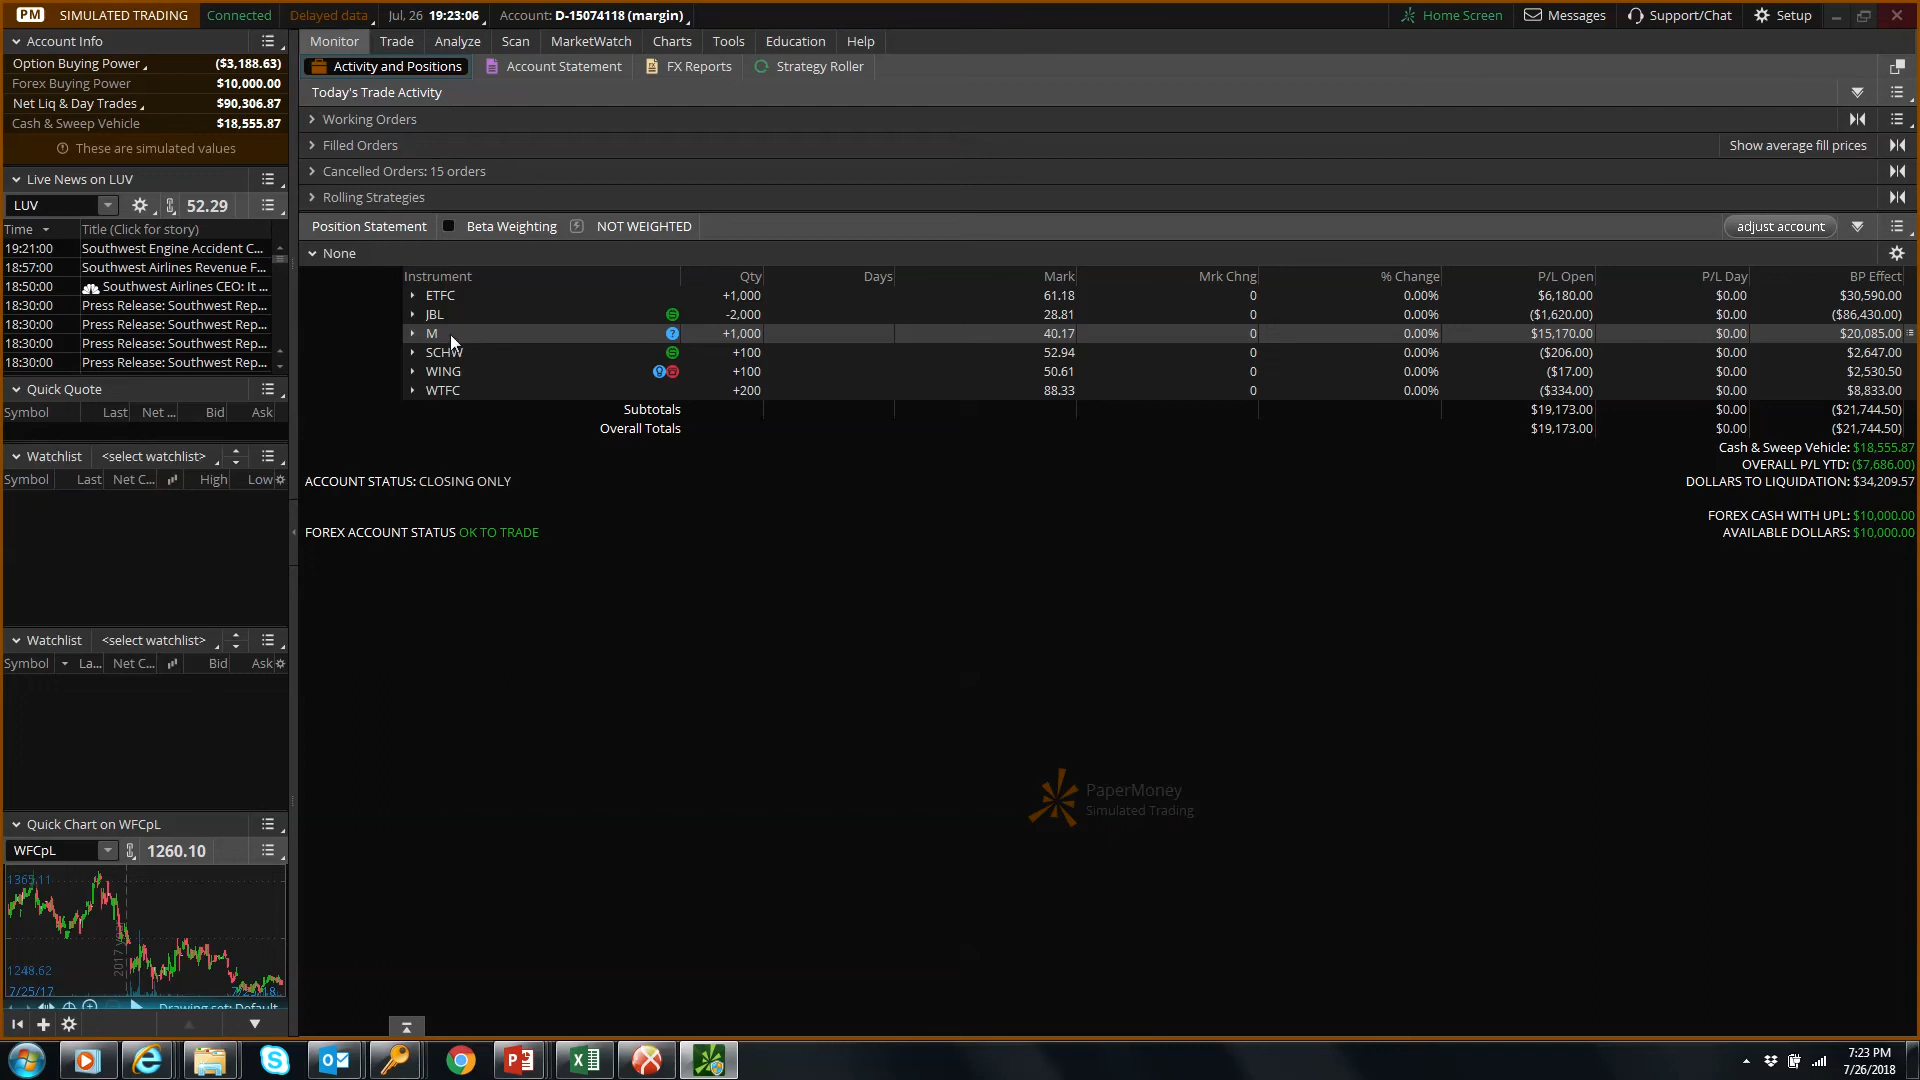 PM SIMULATED TRADING Connected Delayed data Jul, 26 19:23:06 Account: D-15074118 (margin) Home Screen Messages Support/Chat Setup
Account Info
Option Buying Power ($3,188.63)
Forex Buying Power $10,000.00
Net Liq & Day Trades $90,306.87
Cash & Sweep Vehicle $18,555.87
These are simulated values
Live News on LUV
LUV 52.29
Time Title (Click for story)
19:21:00 Southwest Engine Accident C...
18:57:00 Southwest Airlines Revenue F...
18:50:00 Southwest Airlines CEO: It ...
18:30:00 Press Release: Southwest Rep...
18:30:00 Press Release: Southwest Rep...
18:30:00 Press Release: Southwest Rep...
18:30:00 Press Release: Southwest Rep...
Quick Quote
Symbol Last Net ... Bid Ask
Watchlist <select watchlist>
Symbol Last Net C... High Low
Watchlist <select watchlist>
Symbol La... Net C... Bid Ask
Quick Chart on WFCpL
WFCpL 1260.10
1365.11
1248.62
7/25/17
Drawing set: Default
Monitor Trade Analyze Scan MarketWatch Charts Tools Education Help
Activity and Positions Account Statement FX Reports Strategy Roller
Today's Trade Activity
Working Orders
Filled Orders Show average fill prices
Cancelled Orders: 15 orders
Rolling Strategies
Position Statement Beta Weighting NOT WEIGHTED adjust account
None
Instrument Qty Days Mark Mrk Chng % Change P/L Open P/L Day BP Effect
ETFC +1,000 61.18 0 0.00% $6,180.00 $0.00 $30,590.00
JBL -2,000 28.81 0 0.00% ($1,620.00) $0.00 ($86,430.00)
M +1,000 40.17 0 0.00% $15,170.00 $0.00 $20,085.00
SCHW +100 52.94 0 0.00% ($206.00) $0.00 $2,647.00
WING +100 50.61 0 0.00% ($17.00) $0.00 $2,530.50
WTFC +200 88.33 0 0.00% ($334.00) $0.00 $8,833.00
Subtotals $19,173.00 $0.00 ($21,744.50)
Overall Totals $19,173.00 $0.00 ($21,744.50)
Cash & Sweep Vehicle: $18,555.87
OVERALL P/L YTD: ($7,686.00)
ACCOUNT STATUS: CLOSING ONLY DOLLARS TO LIQUIDATION: $34,209.57
FOREX CASH WITH UPL: $10,000.00
FOREX ACCOUNT STATUS OK TO TRADE AVAILABLE DOLLARS: $10,000.00
PaperMoney
Simulated Trading
7:23 PM
7/26/2018